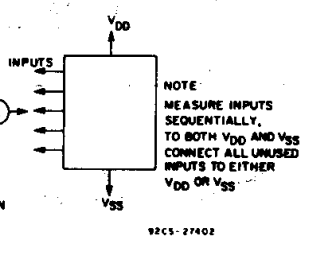 VDD
INPUTS
NOTE
MEASURE INPUTS
SEQUENTIALLY,
TO BOTH VDD AND VSS
CONNECT ALL UNUSED
INPUTS TO EITHER
VDD OR VSS
VSS
N
92CS-27402